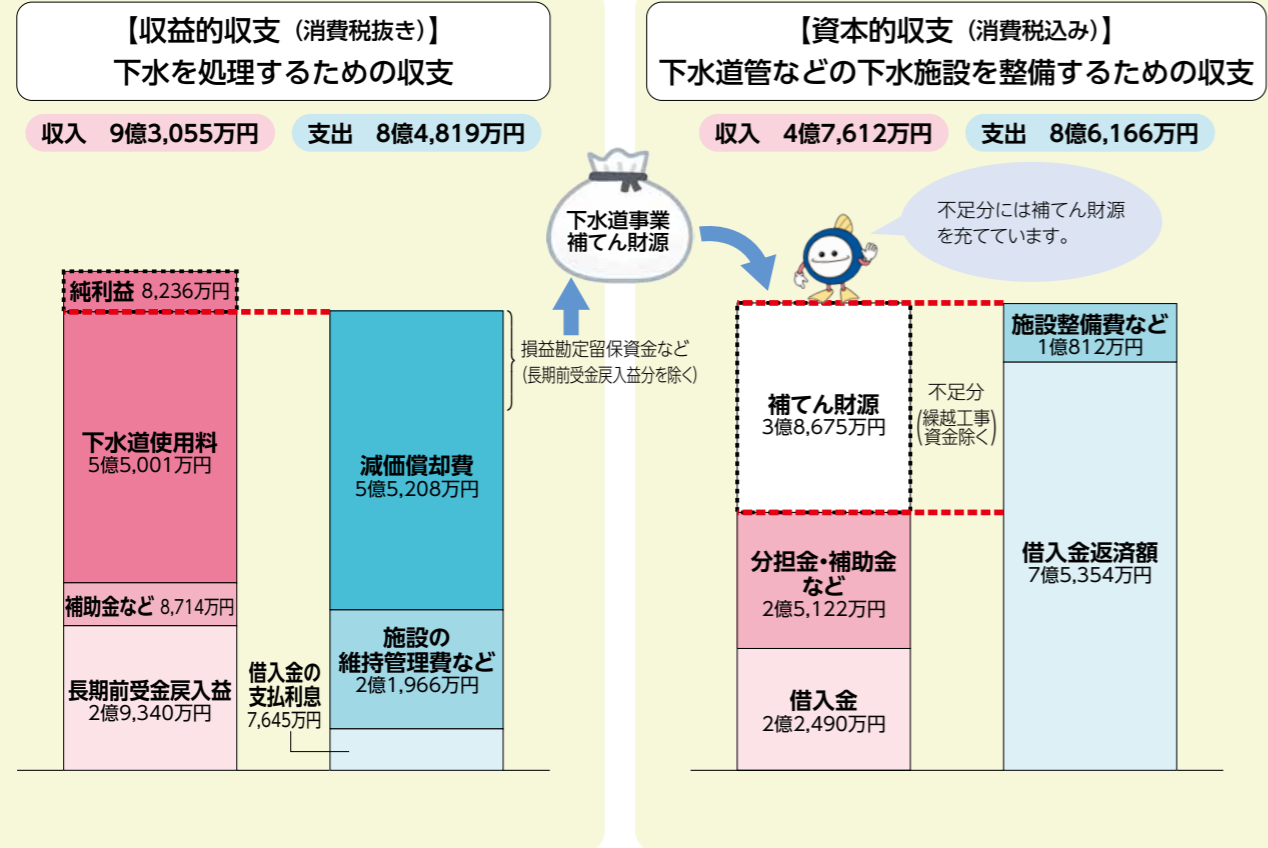 【収益的収支（消費税抜き）】
下水を処理するための収支
収入 9億3,055万円
支出 8億4,819万円
純利益 8,236万円
下水道使用料
5億5,001万円
補助金など 8,714万円
長期前受金戻入益
2億9,340万円
借入金の
支払利息
7,645万円
減価償却費
5億5,208万円
施設の
維持管理費など
2億1,966万円
損益勘定留保資金など
(長期前受金戻入益分を除く)
下水道事業
補てん財源
【資本的収支（消費税込み）】
下水道管などの下水施設を整備するための収支
収入 4億7,612万円
支出 8億6,166万円
不足分には補てん財源
を充てています。
補てん財源
3億8,675万円
分担金・補助金
など
2億5,122万円
借入金
2億2,490万円
不足分
(繰越工事
資金除く)
施設整備費など
1億812万円
借入金返済額
7億5,354万円